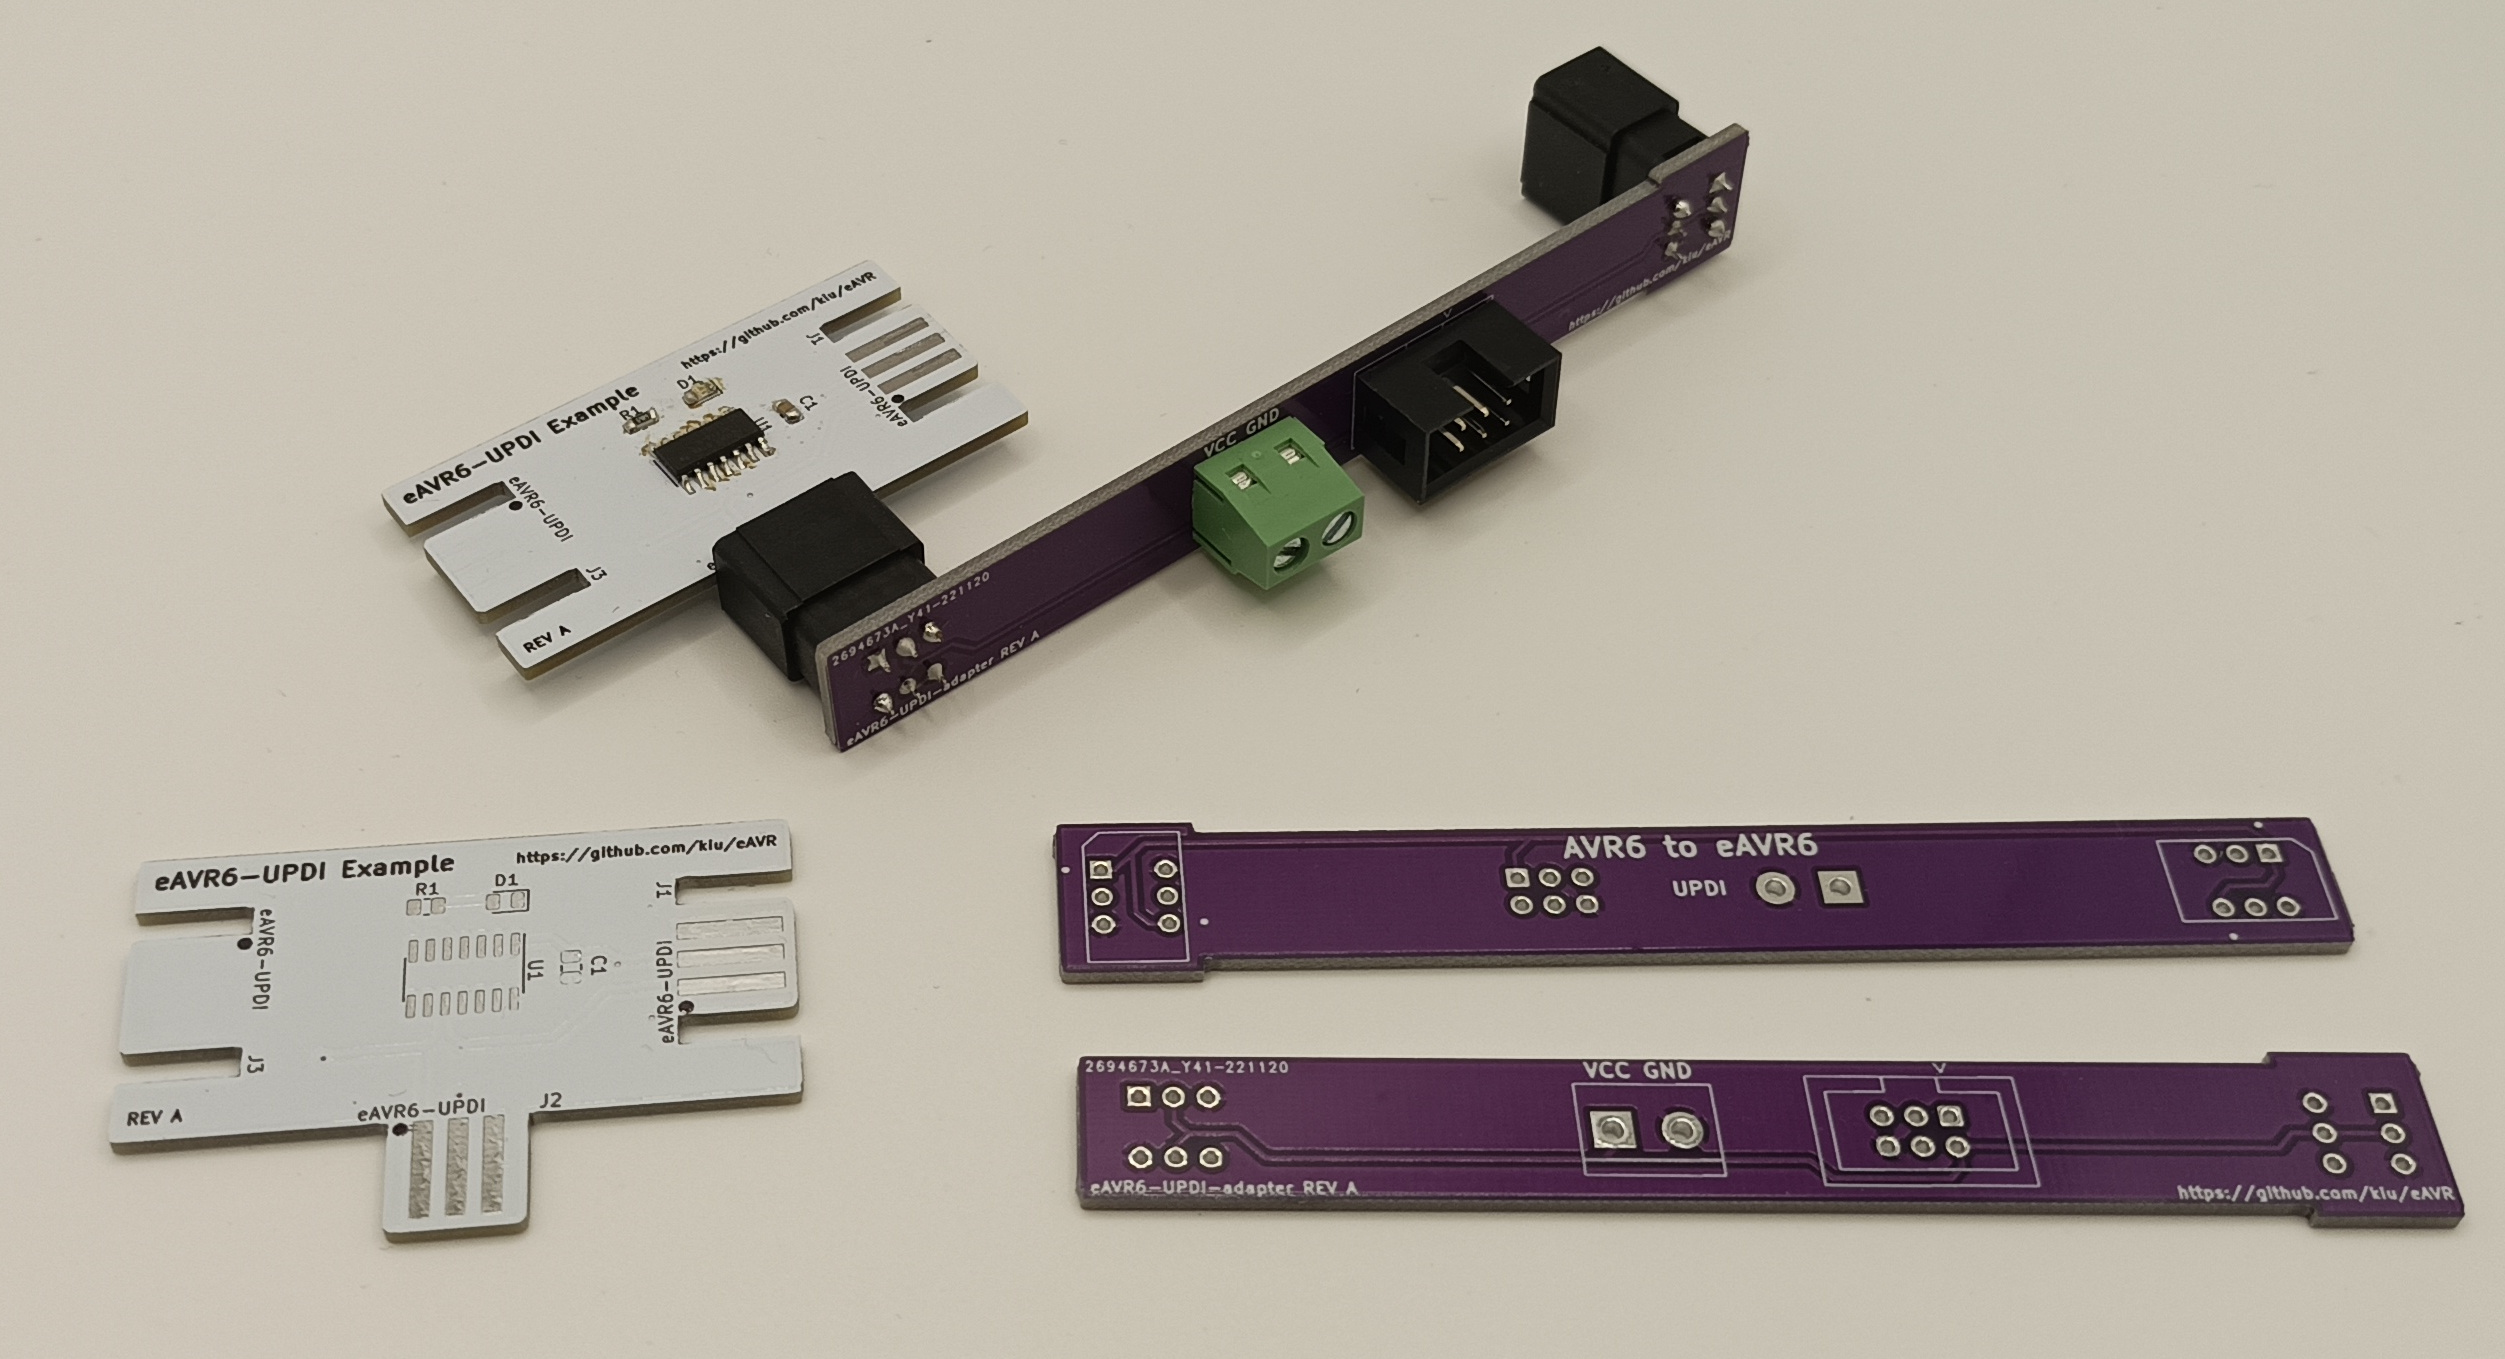 https://github.com/klu/eAVR
eAVR6-UPDI Example
D1
R1
U1
C1
J1
eAVR6-UPDI
eAVR6-UPDI
J3
REV A
VCC GND
https://github.com/klu/eAVR
2694673A_Y41-221120
eAVR6-UPDI-adapter REV A
eAVR6-UPDI Example
https://github.com/klu/eAVR
R1
D1
J1
eAVR6-UPDI
U1
C1
eAVR6-UPDI
J3
REV A
eAVR6-UPDI
J2
AVR6 to eAVR6
UPDI
2694673A_Y41-221120
VCC GND
eAVR6-UPDI-adapter REV A
https://github.com/klu/eAVR